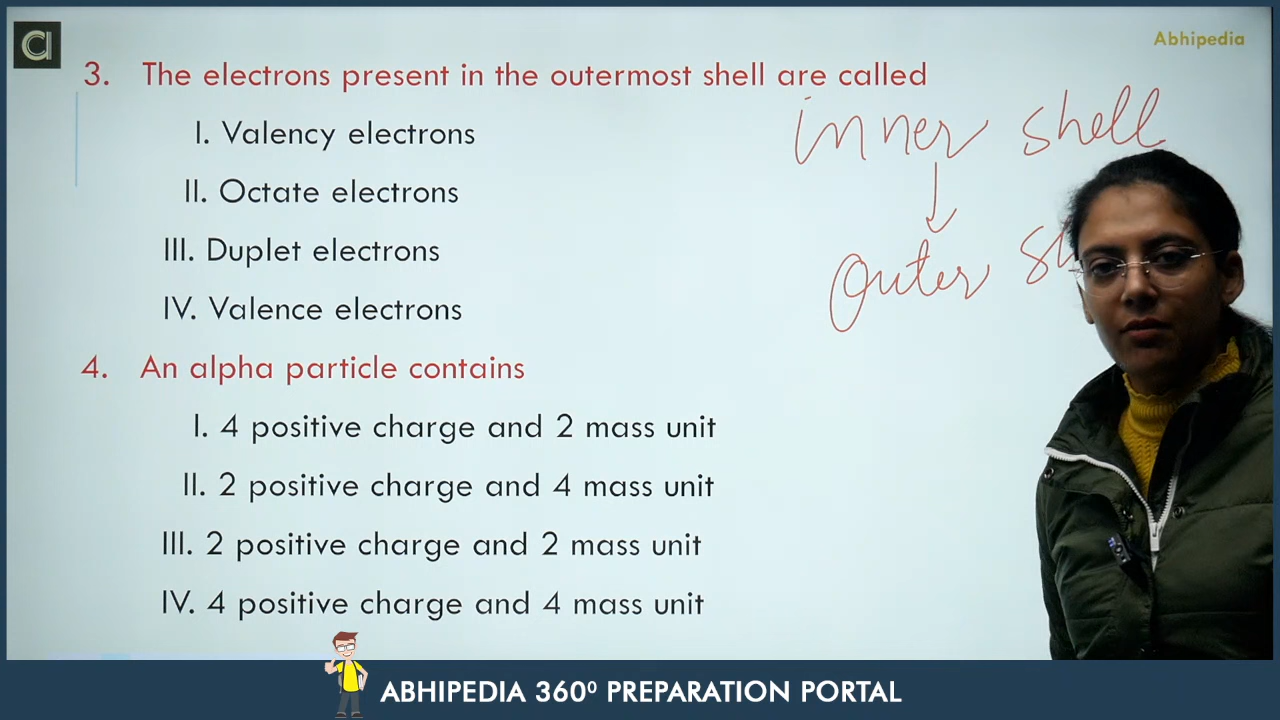 Abhipedia
3. The electrons present in the outermost shell are called
I. Valency electrons
II. Octate electrons
III. Duplet electrons
IV. Valence electrons
inner shell
outer
4. An alpha particle contains
I. 4 positive charge and 2 mass unit
II. 2 positive charge and 4 mass unit
III. 2 positive charge and 2 mass unit
IV. 4 positive charge and 4 mass unit
ABHIPEDIA 360⁰ PREPARATION PORTAL